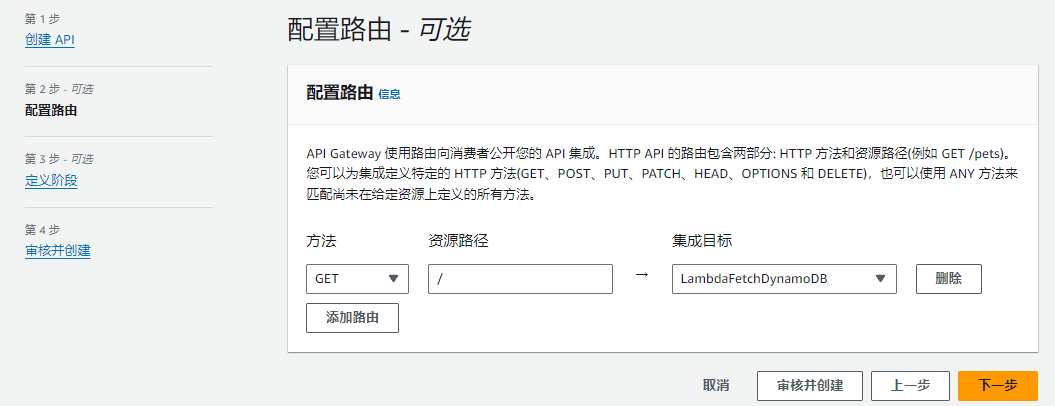 第 1 步
创建 API
第 2 步 - 可选
配置路由
第 3 步 - 可选
定义阶段
第 4 步
审核并创建
配置路由 - 可选
配置路由 信息
API Gateway 使用路由向消费者公开您的 API 集成。HTTP API 的路由包含两部分: HTTP 方法和资源路径(例如 GET /pets)。
您可以为集成定义特定的 HTTP 方法(GET、POST、PUT、PATCH、HEAD、OPTIONS 和 DELETE)，也可以使用 ANY 方法来
匹配尚未在给定资源上定义的所有方法。
方法 资源路径 集成目标
GET / → LambdaFetchDynamoDB 删除
添加路由
取消 审核并创建 上一步 下一步